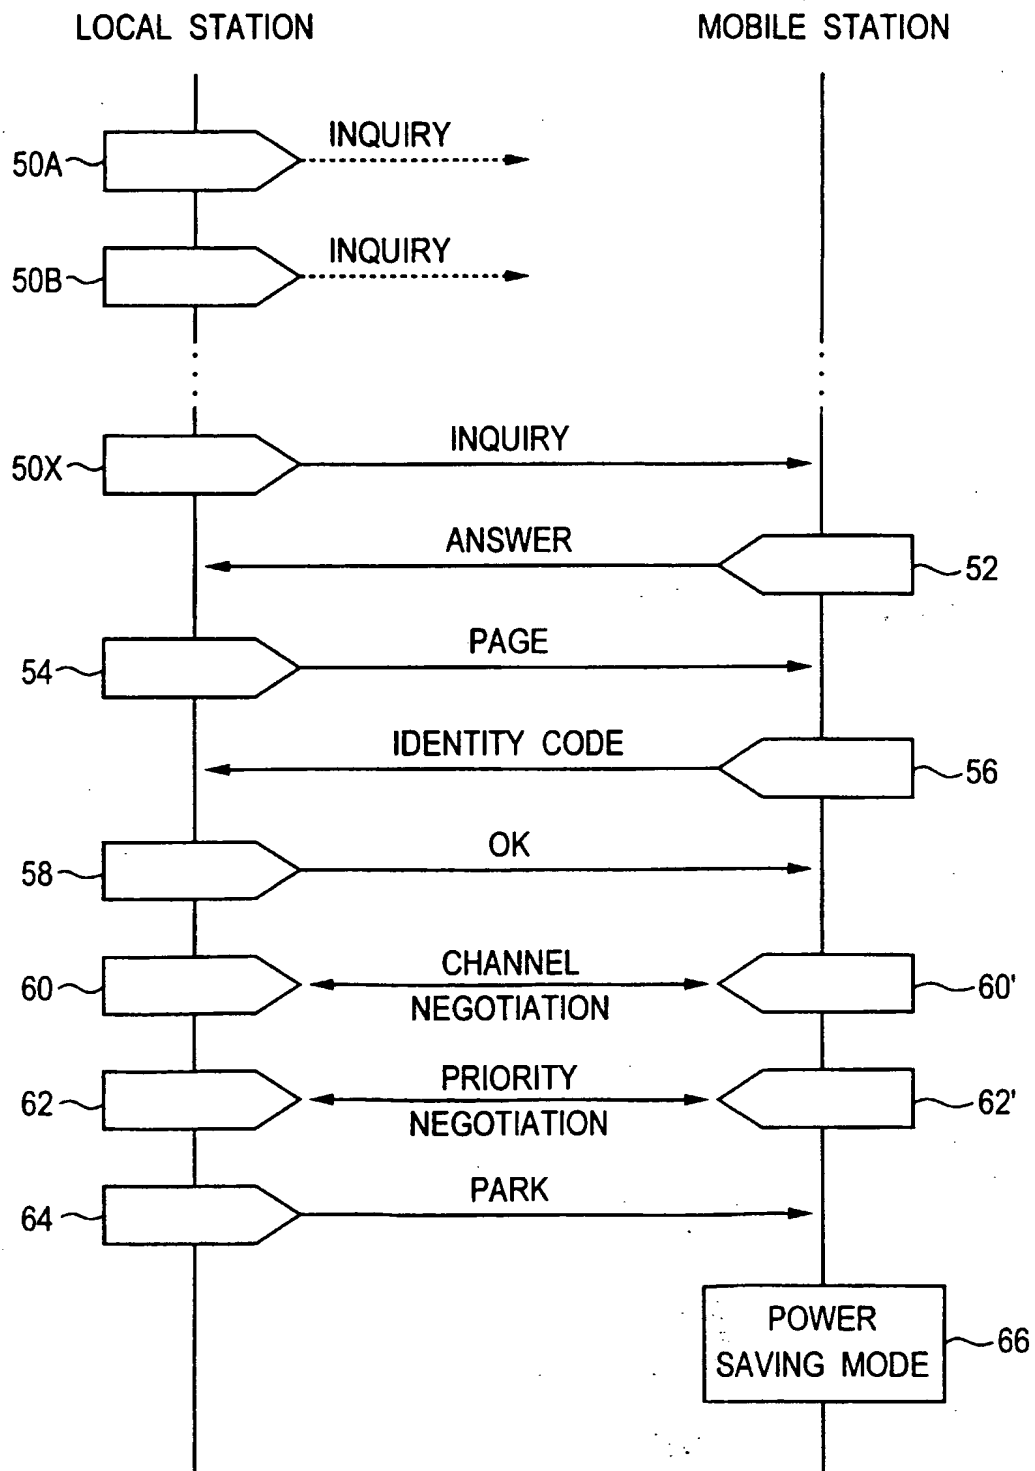 LOCAL STATION
MOBILE STATION
INQUIRY
50A
INQUIRY
50B
INQUIRY
50X
ANSWER
52
PAGE
54
IDENTITY CODE
56
OK
58
CHANNEL
NEGOTIATION
60
60'
PRIORITY
NEGOTIATION
62
62'
PARK
64
POWER
SAVING MODE
66